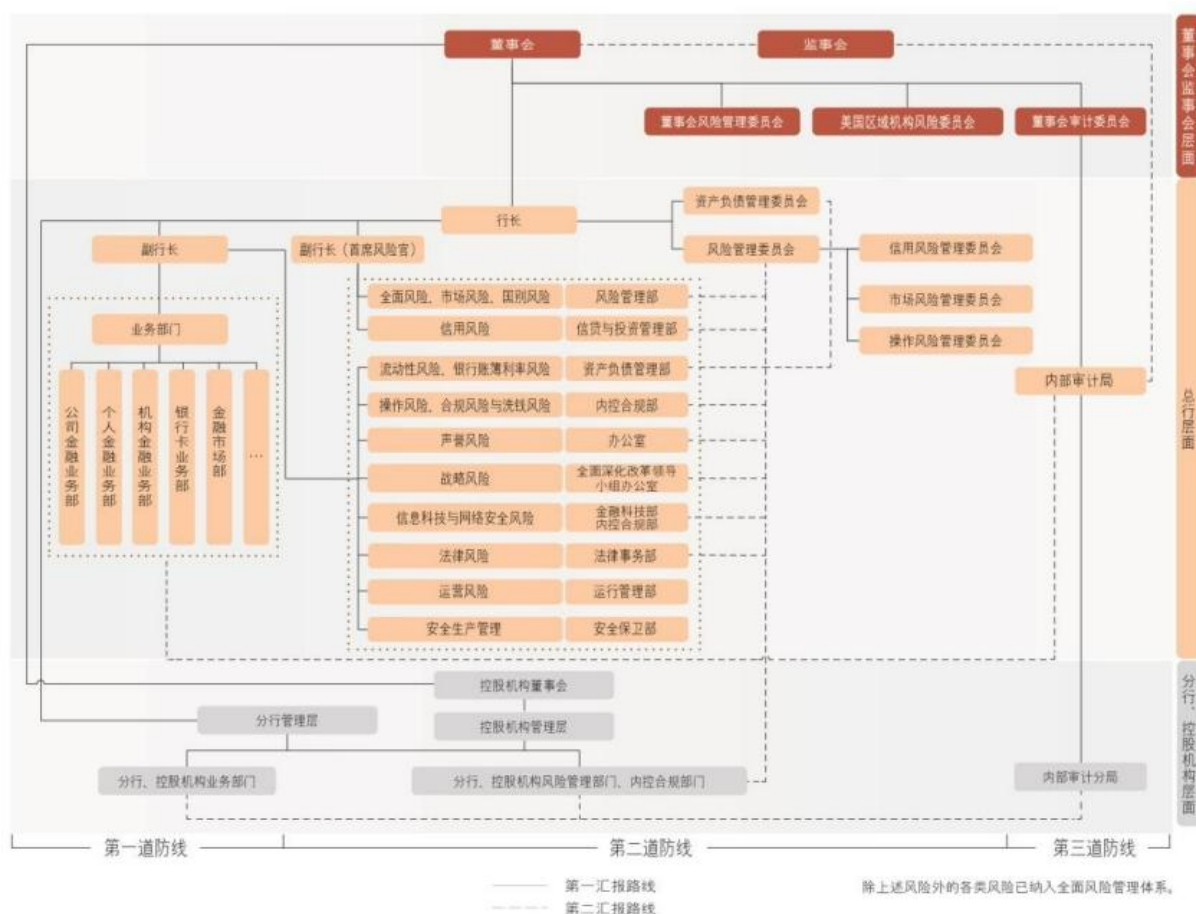 董事会
监事会
董事会监事会层面
董事会风险管理委员会
美国区域机构风险委员会
董事会审计委员会
行长
资产负债管理委员会
副行长
副行长（首席风险官）
风险管理委员会
信用风险管理委员会
市场风险管理委员会
操作风险管理委员会
业务部门
公司金融业务部
个人金融业务部
机构金融业务部
银行卡业务部
金融市场部
…
全面风险、市场风险、国别风险
风险管理部
信用风险
信贷与投资管理部
流动性风险、银行账簿利率风险
资产负债管理部
操作风险、合规风险与洗钱风险
内控合规部
声誉风险
办公室
战略风险
全面深化改革领导
小组办公室
信息科技与网络安全风险
金融科技部
内控合规部
法律风险
法律事务部
运营风险
运行管理部
安全生产管理
安全保卫部
内部审计局
总行层面
控股机构董事会
分行管理层
控股机构管理层
分行、控股机构业务部门
分行、控股机构风险管理部门、内控合规部门
内部审计分局
分行、控股机构层面
第一道防线
第二道防线
第三道防线
第一汇报路线
第二汇报路线
除上述风险外的各类风险已纳入全面风险管理体系。